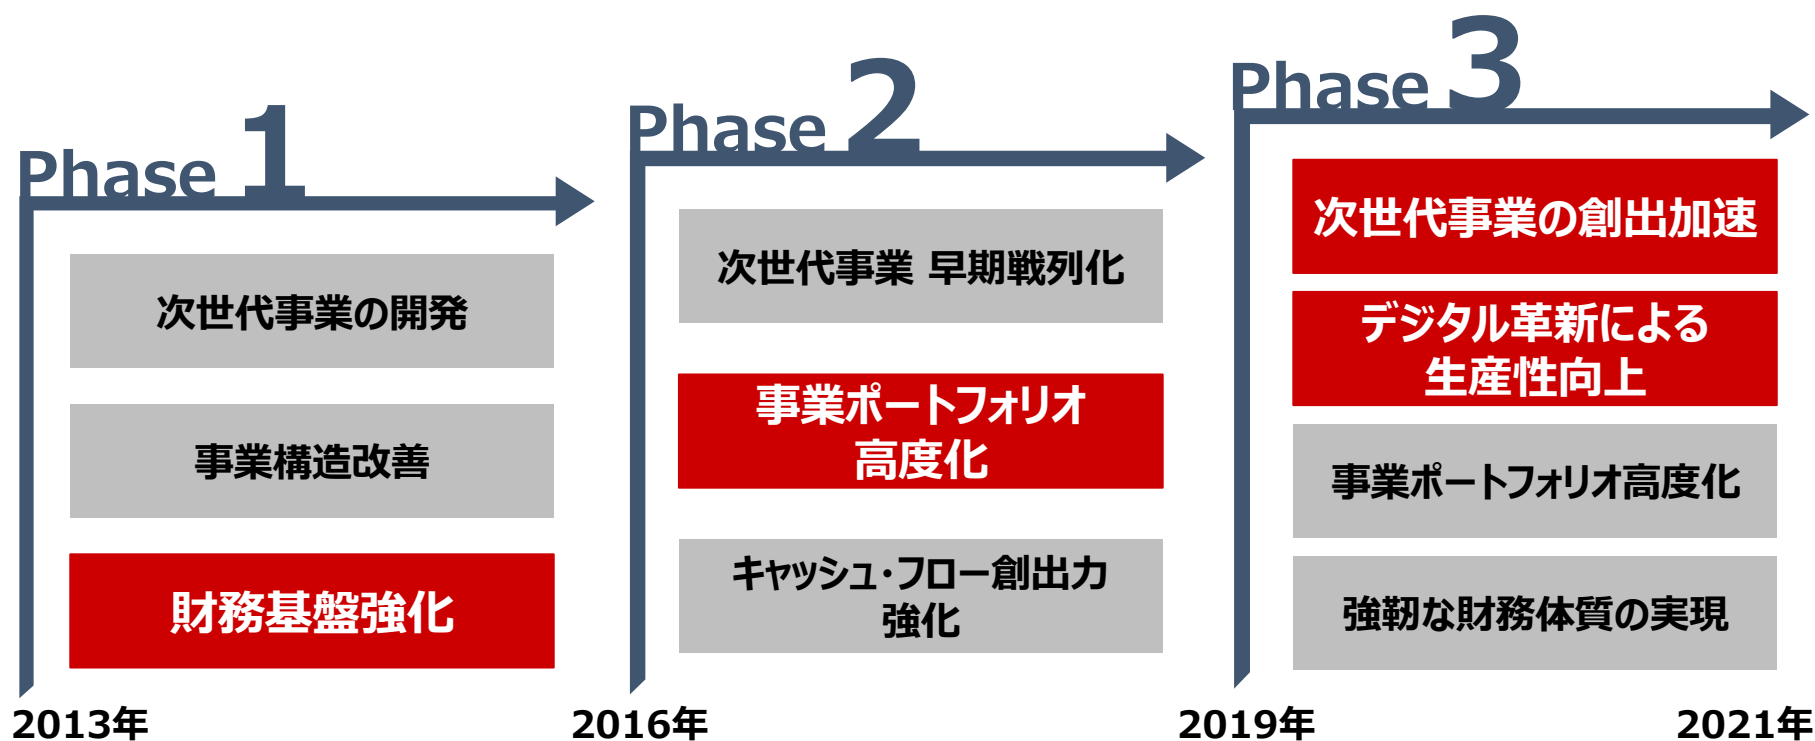 Phase 1
次世代事業の開発
事業構造改善
財務基盤強化
Phase 2
次世代事業 早期戦列化
事業ポートフォリオ
高度化
キャッシュ・フロー創出力
強化
Phase 3
次世代事業の創出加速
デジタル革新による
生産性向上
事業ポートフォリオ高度化
強靭な財務体質の実現
2013年
2016年
2019年
2021年